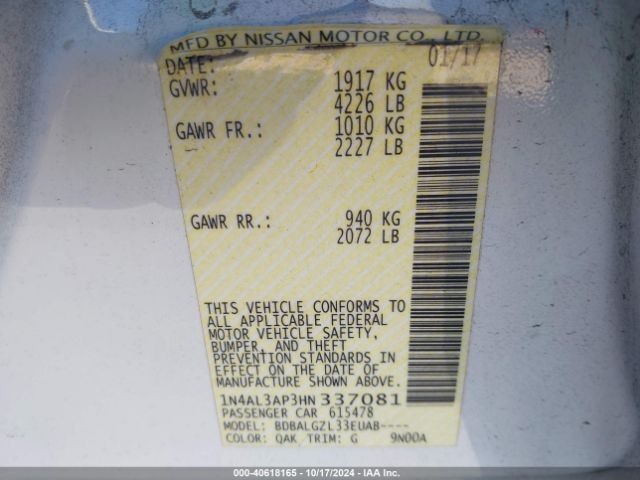 MFD BY NISSAN MOTOR CO., LTD.
DATE: 01/17
GVWR: 1917 KG
4226 LB
GAWR FR.: 1010 KG
2227 LB
GAWR RR.: 940 KG
2072 LB
THIS VEHICLE CONFORMS TO
ALL APPLICABLE FEDERAL
MOTOR VEHICLE SAFETY,
BUMPER, AND THEFT
PREVENTION STANDARDS IN
EFFECT ON THE DATE OF
MANUFACTURE SHOWN ABOVE.
1N4AL3AP3HN 337081
PASSENGER CAR 615478
MODEL: BDBALGZL33EUAB----
COLOR: QAK TRIM: G 9N00A
000-40618165 - 10/17/2024 - IAAI.com